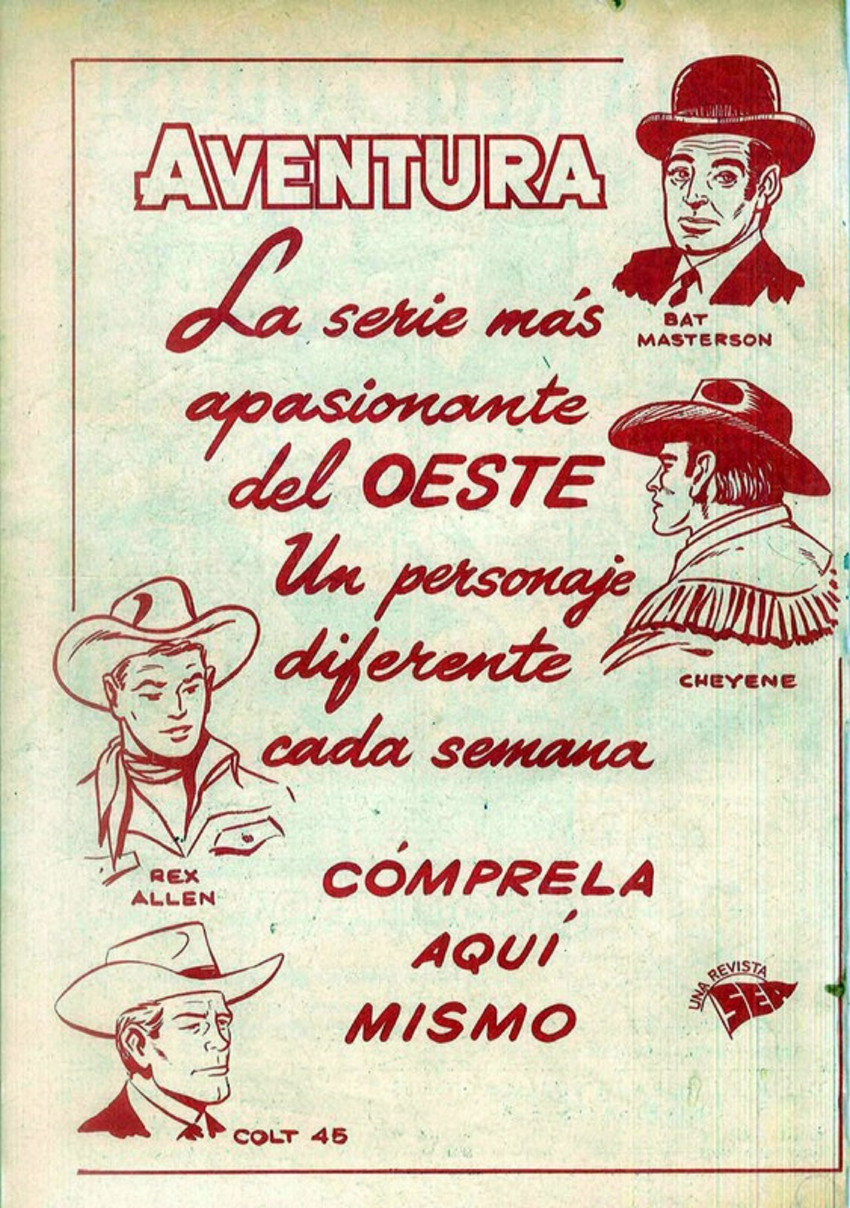 AVENTURA
La serie más
apasionante
del OESTE
Un personaje
diferente
cada semana
CÓMPRELA
AQUÍ
MISMO
BAT
MASTERSON
CHEYENE
REX
ALLEN
COLT 45
UNA REVISTA
SEA